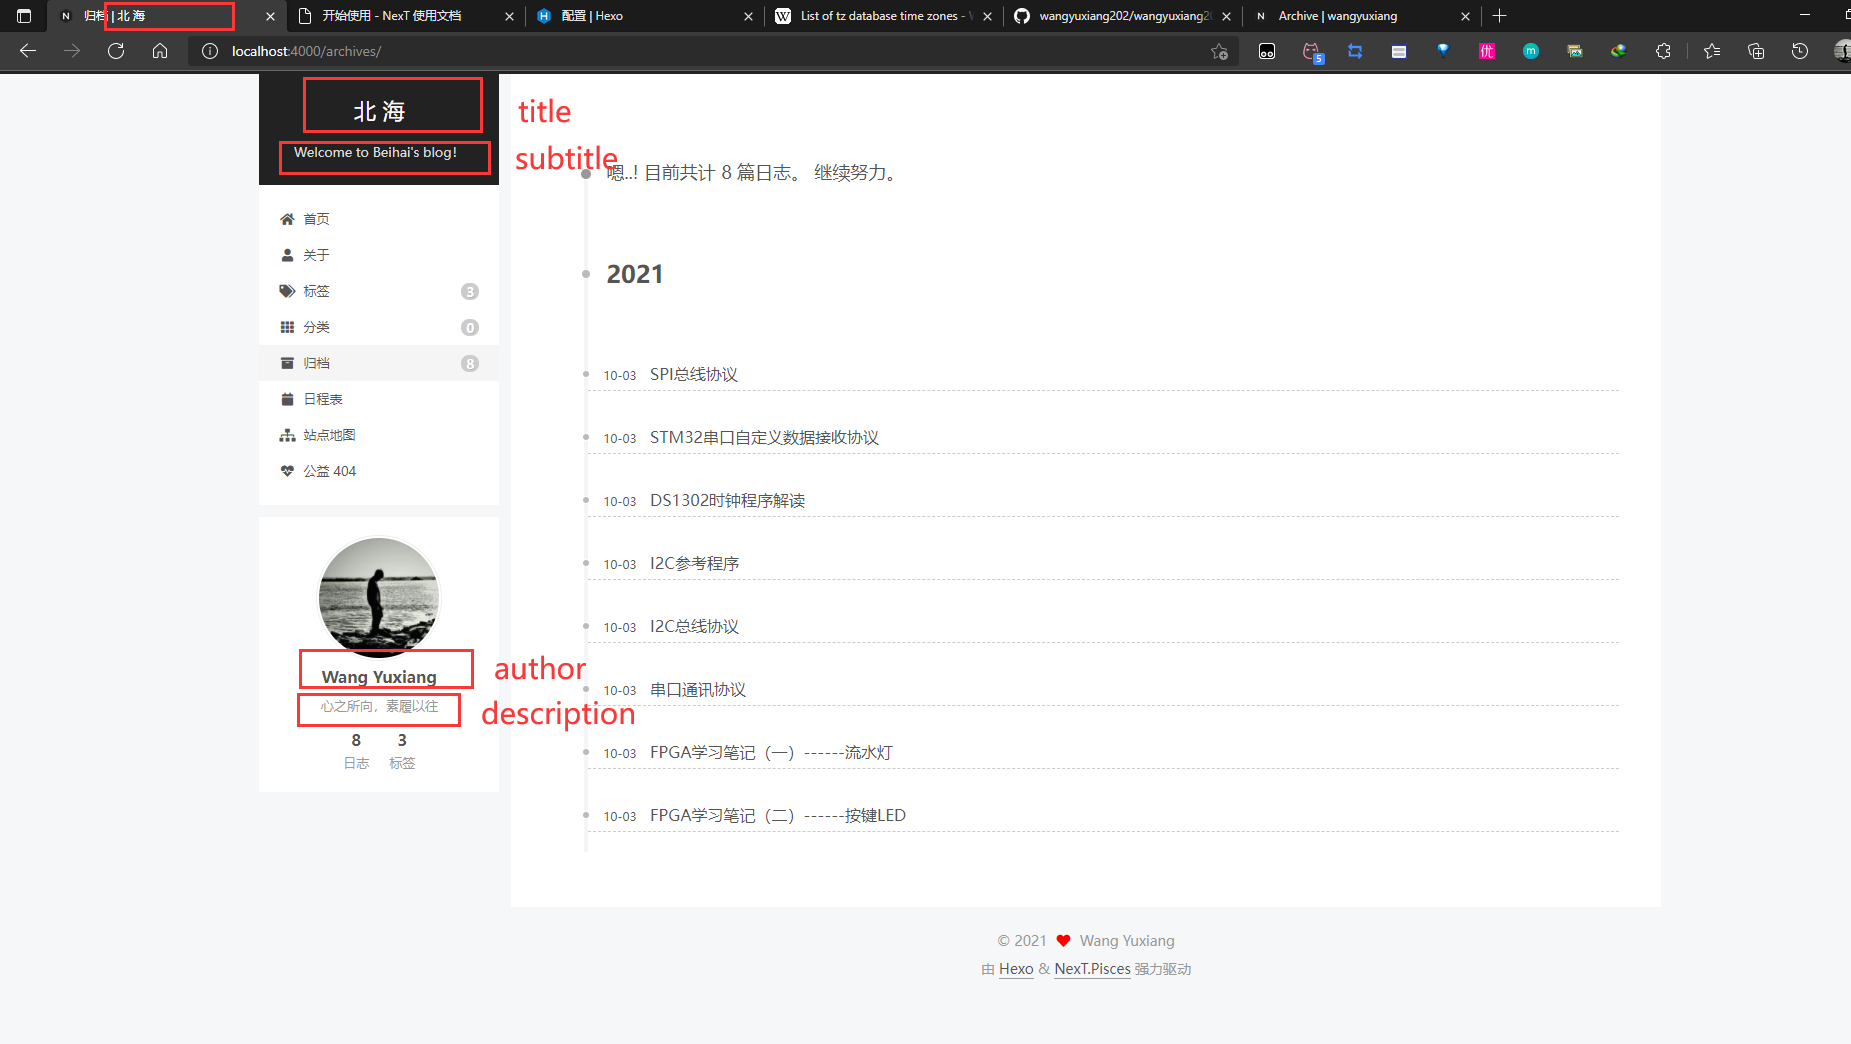 归档 | 北 海
开始使用 - NexT 使用文档
配置 | Hexo
List of tz database time zones -
wangyuxiang202/wangyuxiang2
Archive | wangyuxiang
localhost:4000/archives/
5
优
m
北 海
title
Welcome to Beihai's blog!
subtitle
嗯..! 目前共计 8 篇日志。 继续努力。
首页
关于
标签 3
分类 0
归档 8
日程表
站点地图
公益 404
2021
10-03 SPI总线协议
10-03 STM32串口自定义数据接收协议
10-03 DS1302时钟程序解读
10-03 I2C参考程序
10-03 I2C总线协议
10-03 串口通讯协议
10-03 FPGA学习笔记（一）------流水灯
10-03 FPGA学习笔记（二）------按键LED
Wang Yuxiang
author
心之所向，素履以往
description
8 3
日志 标签
© 2021 Wang Yuxiang
由 Hexo & NexT.Pisces 强力驱动